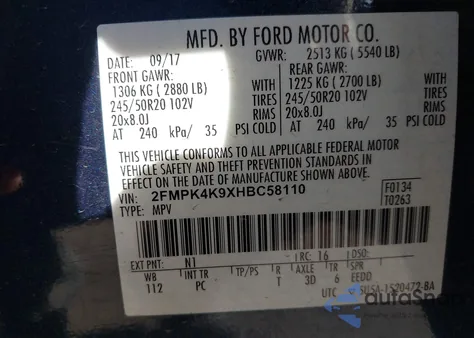 MFD. BY FORD MOTOR CO.
DATE: 09/17 GVWR: 2513 KG (5540 LB)
FRONT GAWR: REAR GAWR:
1306 KG (2880 LB) WITH 1225 KG (2700 LB) WITH
245/50R20 102V TIRES 245/50R20 102V TIRES
20x8.0J RIMS 20x8.0J RIMS
AT 240 kPa/ 35 PSI COLD AT 240 kPa/ 35 PSI COLD
THIS VEHICLE CONFORMS TO ALL APPLICABLE FEDERAL MOTOR
VEHICLE SAFETY AND THEFT PREVENTION STANDARDS IN
EFFECT ON THE DATE OF MANUFACTURE SHOWN ABOVE.
VIN: 2FMPK4K9XHBC58110 F0134
TYPE: MPV T0263
EXT PNT: N1 RC: 16 DSO:
WB INT TR TP/PS R AXLE TR SPR
112 PC T 3D 6 EEDD
UTC